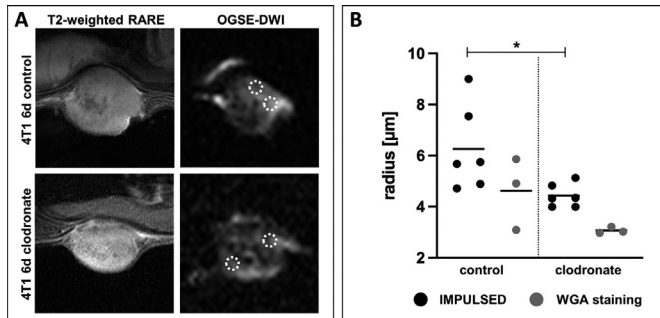 A
T2-weighted RARE
OGSE-DWI
4T1 6d control
4T1 6d clodronate
B
*
radius [µm]
10
8
6
4
2
control
clodronate
IMPULSED
WGA staining